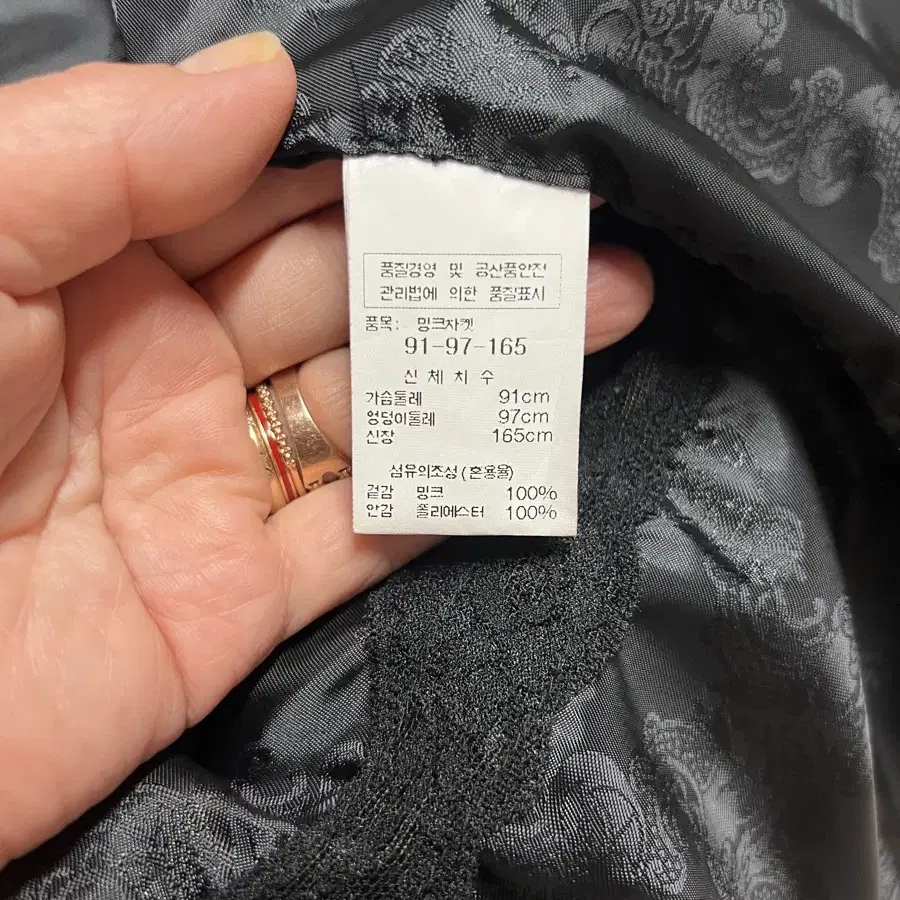 품질경영 및 공산품안전
관리법에 의한 품질표시
품목: 밍크자켓
91-97-165
신 체 치 수
가슴둘레 91cm
엉덩이둘레 97cm
신장 165cm
섬유의조성 (혼용율)
겉감 밍크 100%
안감 폴리에스터 100%